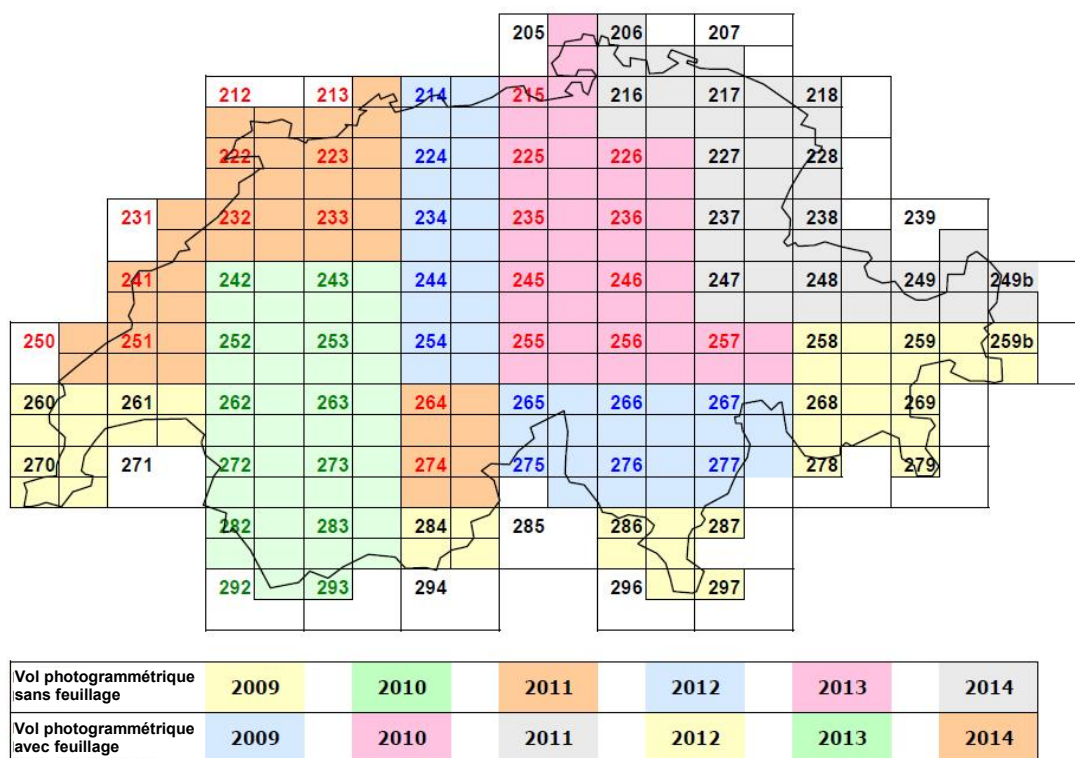 205 206 207
212 213 214 215 216 217 218
222 223 224 225 226 227 228
231 232 233 234 235 236 237 238 239
241 242 243 244 245 246 247 248 249 249b
250 251 252 253 254 255 256 257 258 259 259b
260 261 262 263 264 265 266 267 268 269
270 271 272 273 274 275 276 277 278 279
282 283 284 285 286 287
292 293 294 296 297
Vol photogrammétrique
sans feuillage
2009 2010 2011 2012 2013 2014
Vol photogrammétrique
avec feuillage
2009 2010 2011 2012 2013 2014